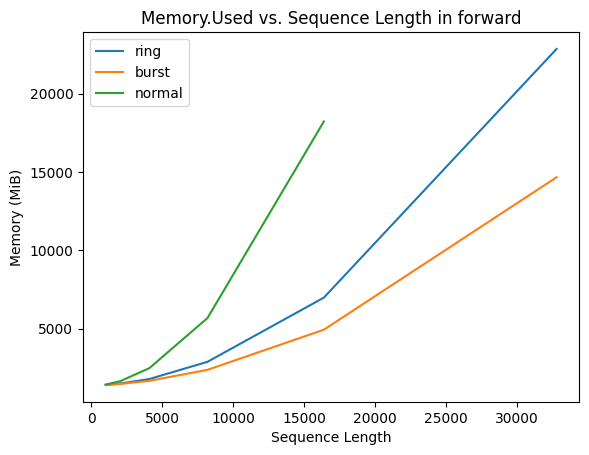 Memory.Used vs. Sequence Length in forward
ring
burst
normal
Memory (MiB)
20000
15000
10000
5000
0 5000 10000 15000 20000 25000 30000
Sequence Length